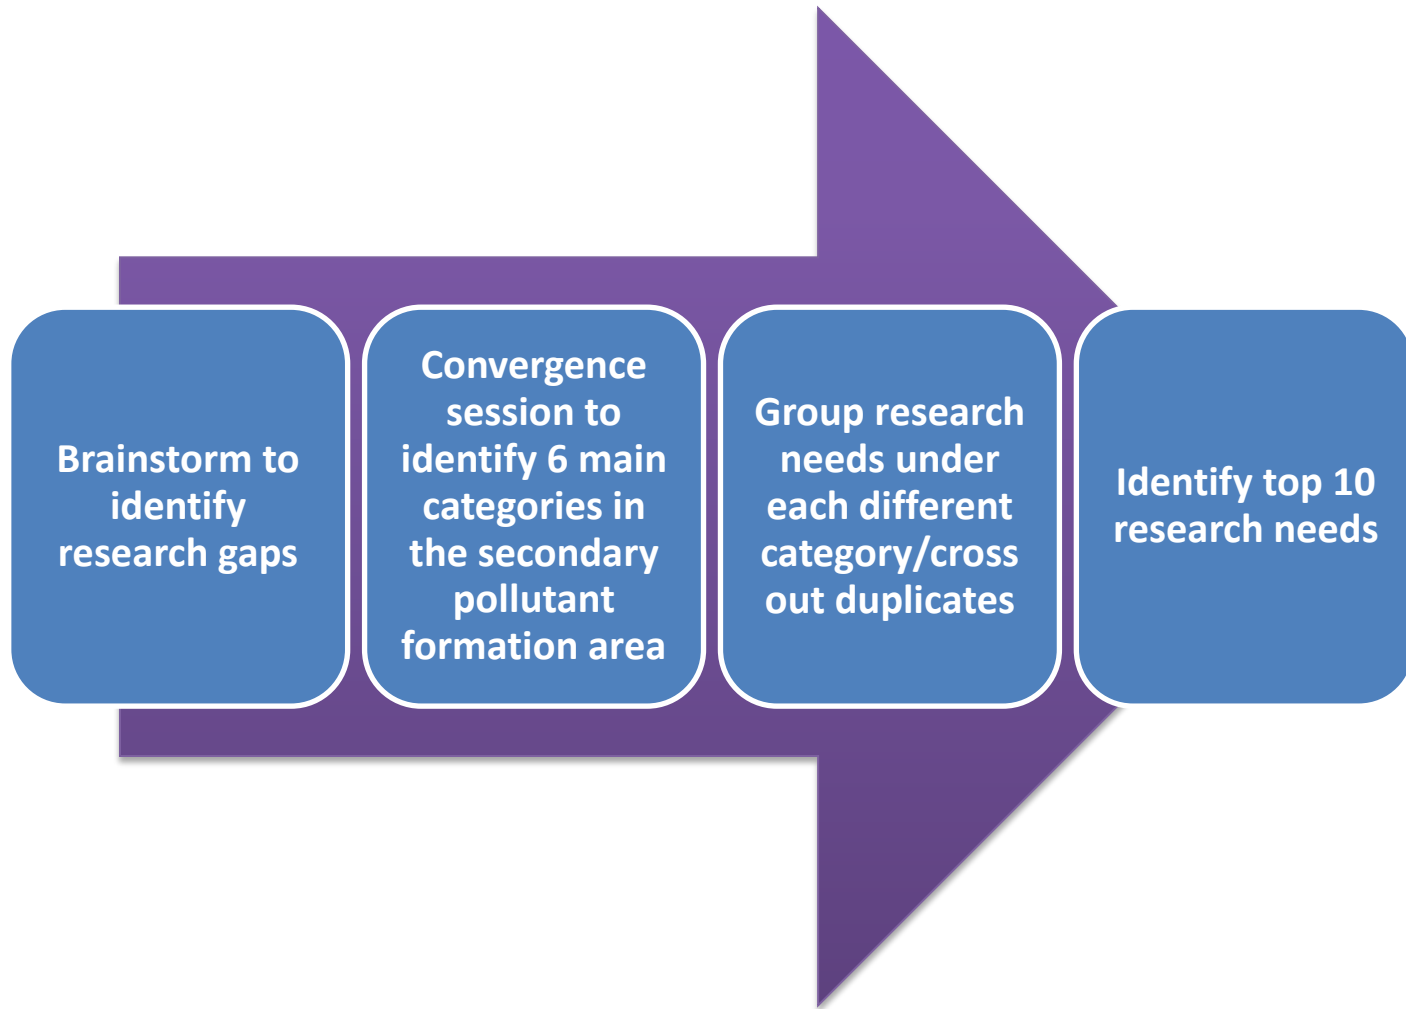 Brainstorm to
identify
research gaps
Convergence
session to
identify 6 main
categories in
the secondary
pollutant
formation area
Group research
needs under
each different
category/cross
out duplicates
Identify top 10
research needs